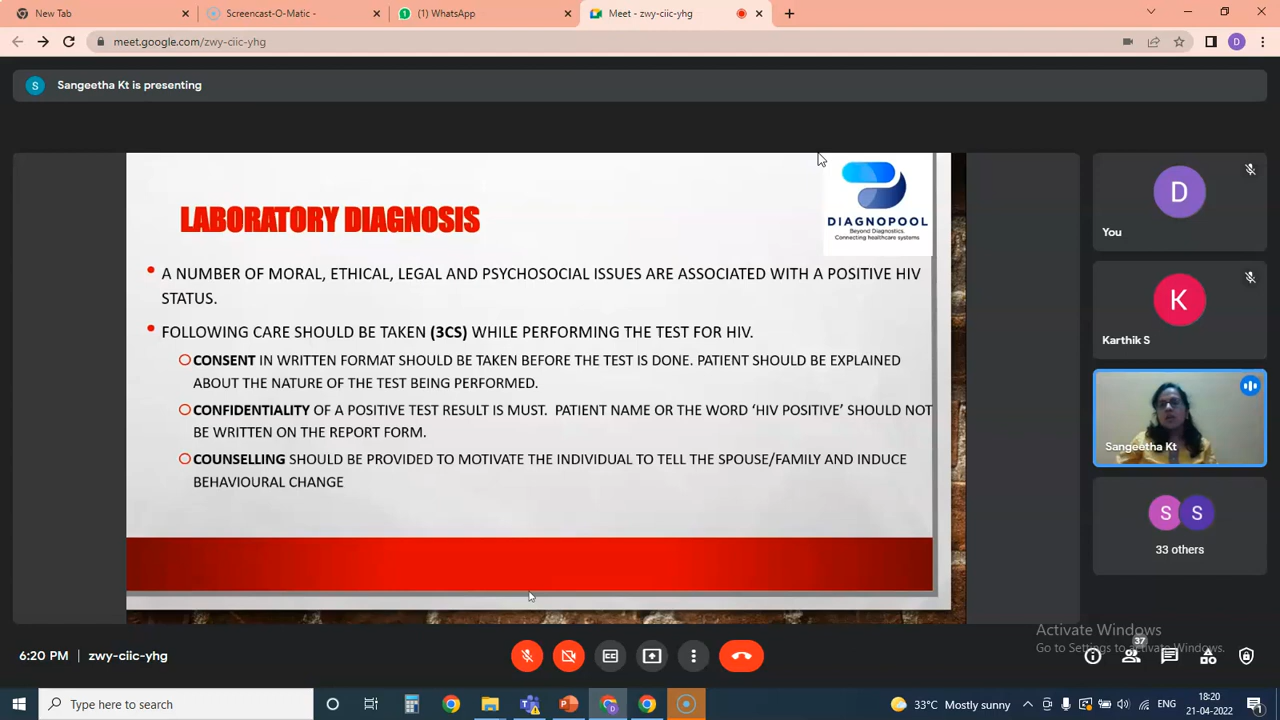 New Tab
Screencast-O-Matic -
(1) WhatsApp
Meet - zwy-ciic-yhg
meet.google.com/zwy-ciic-yhg
D
S
Sangeetha Kt is presenting
LABORATORY DIAGNOSIS
DIAGNOPOOL
Beyond Diagnostics,
Connecting healthcare systems
• A NUMBER OF MORAL, ETHICAL, LEGAL AND PSYCHOSOCIAL ISSUES ARE ASSOCIATED WITH A POSITIVE HIV
STATUS.
• FOLLOWING CARE SHOULD BE TAKEN (3CS) WHILE PERFORMING THE TEST FOR HIV.
CONSENT IN WRITTEN FORMAT SHOULD BE TAKEN BEFORE THE TEST IS DONE. PATIENT SHOULD BE EXPLAINED
ABOUT THE NATURE OF THE TEST BEING PERFORMED.
CONFIDENTIALITY OF A POSITIVE TEST RESULT IS MUST. PATIENT NAME OR THE WORD ‘HIV POSITIVE’ SHOULD NOT
BE WRITTEN ON THE REPORT FORM.
COUNSELLING SHOULD BE PROVIDED TO MOTIVATE THE INDIVIDUAL TO TELL THE SPOUSE/FAMILY AND INDUCE
BEHAVIOURAL CHANGE
D
You
K
Karthik S
Sangeetha Kt
S S
33 others
Activate Windows
Go to Settings to activate Windows.
6:20 PM | zwy-ciic-yhg
CC
37
Type here to search
33°C Mostly sunny
ENG
18:20
21-04-2022